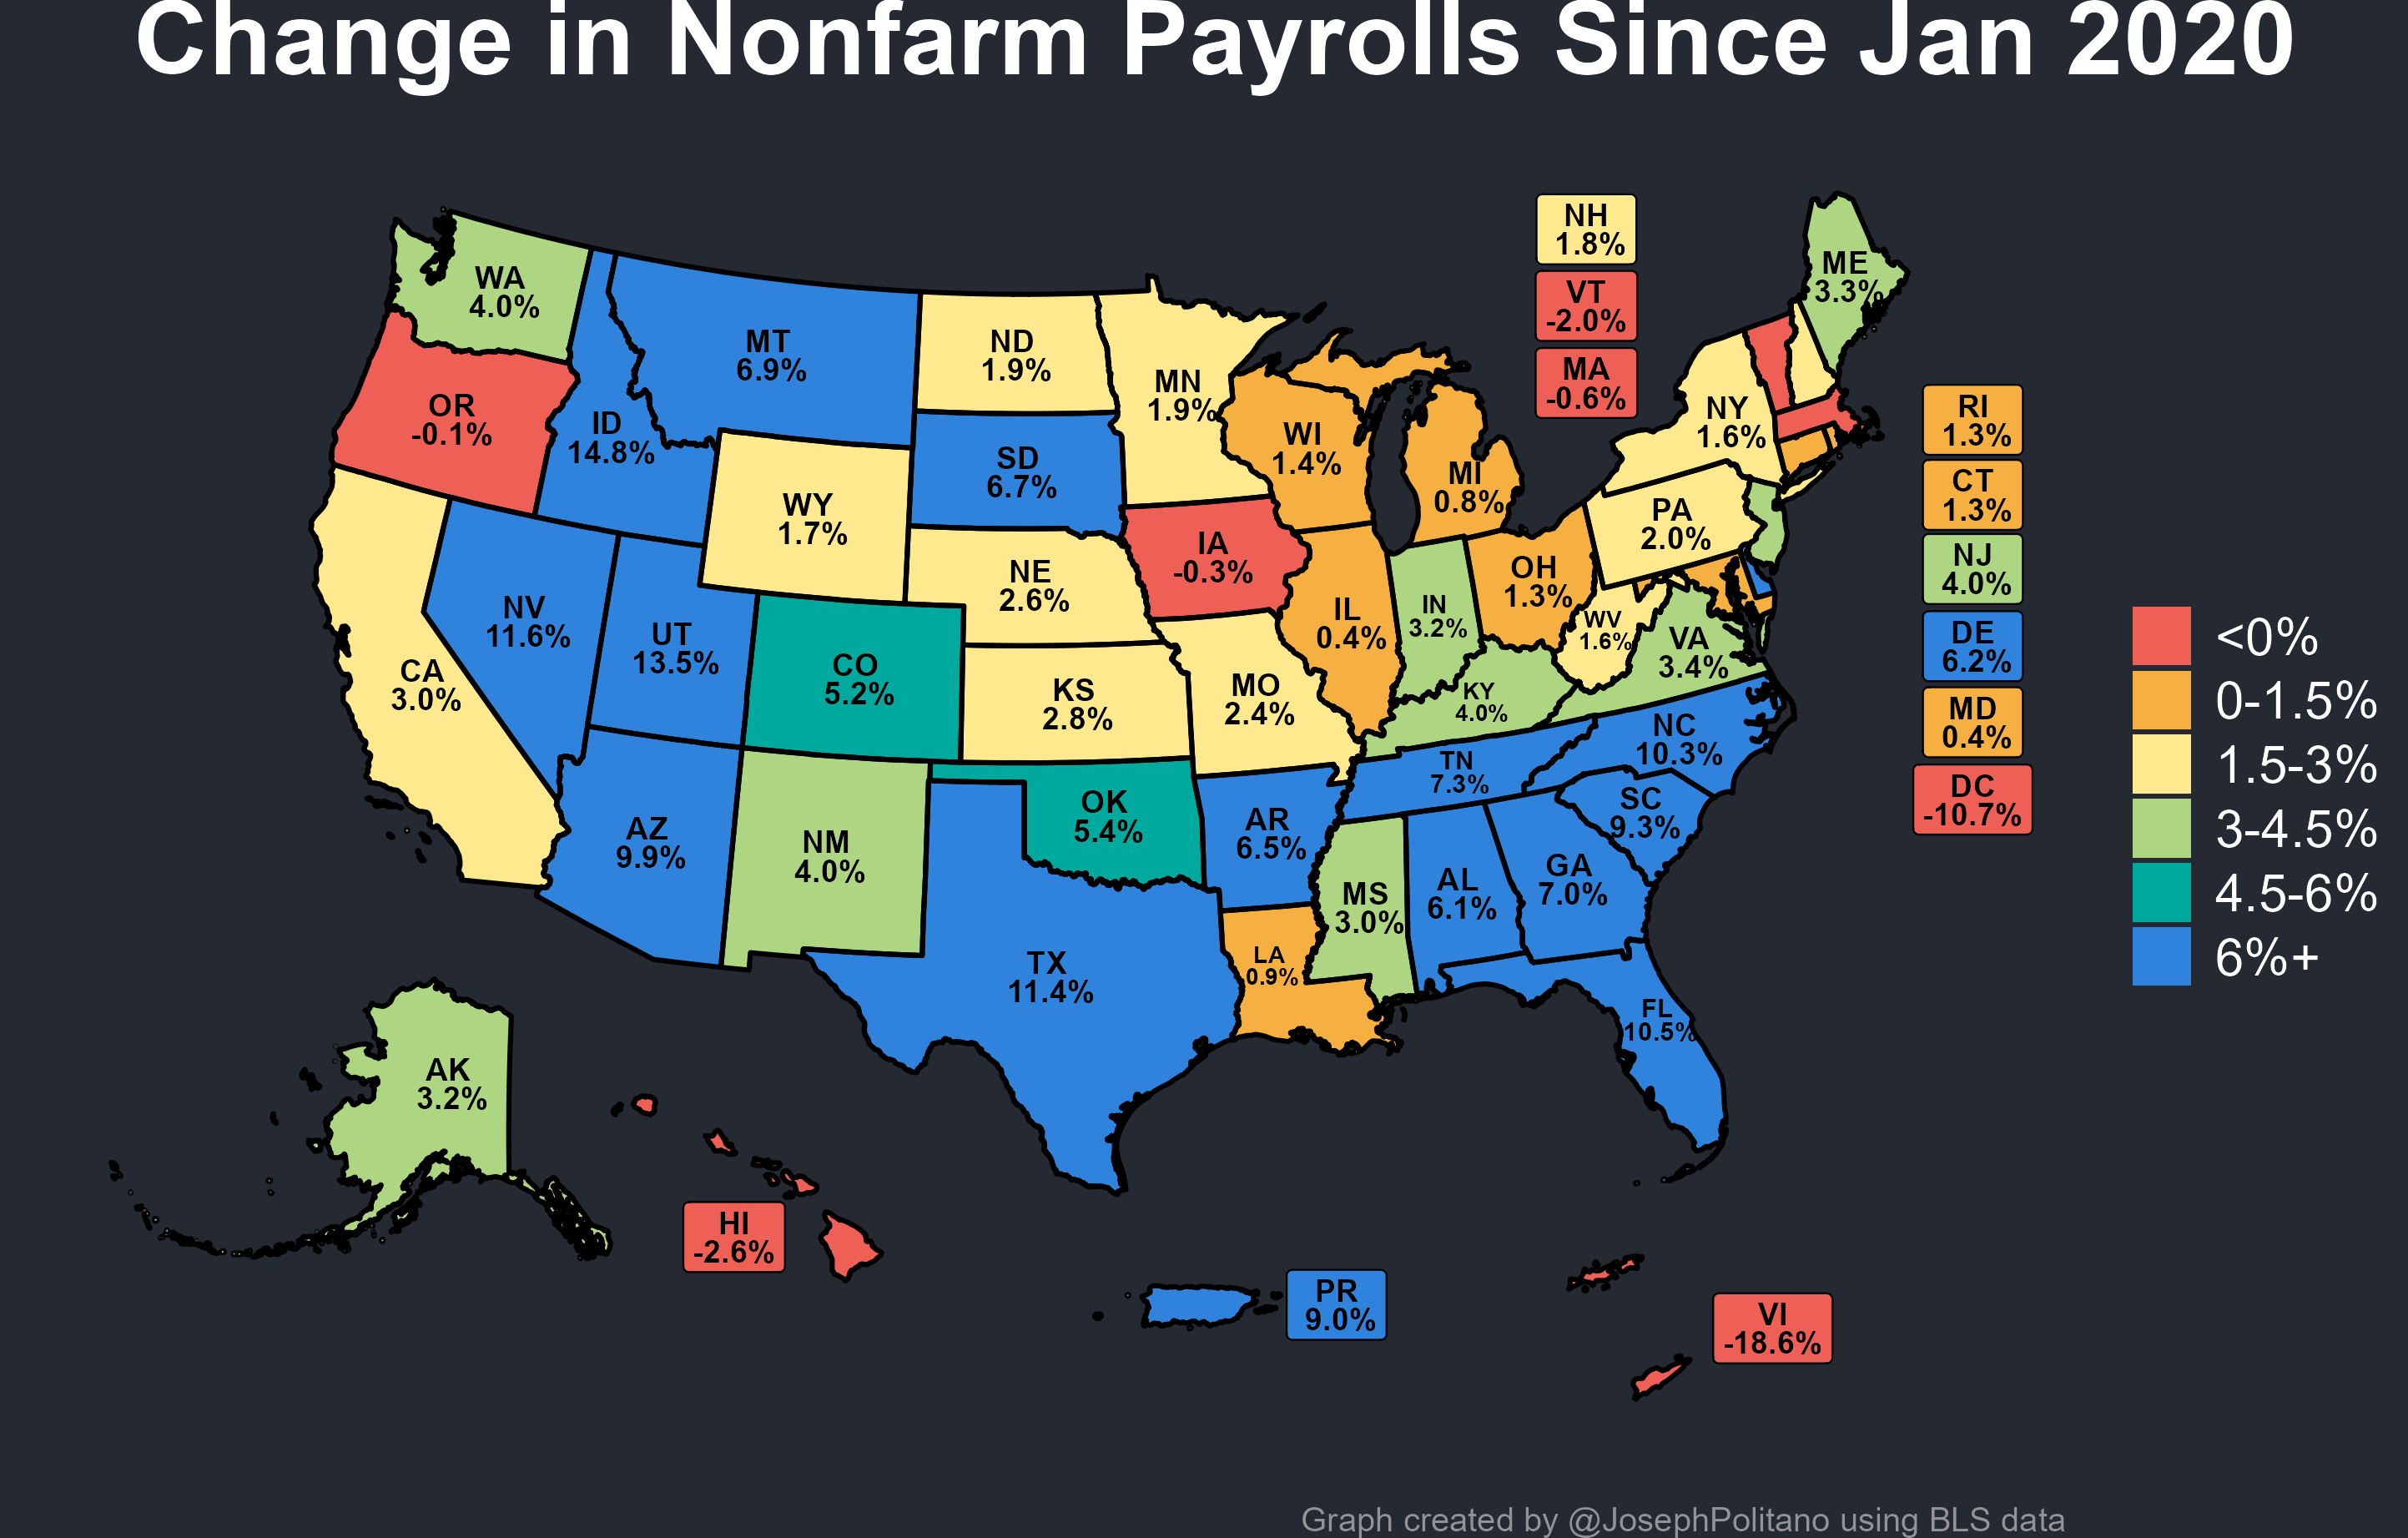 Change in Nonfarm Payrolls Since Jan 2020
NH
1.8%
VT
-2.0%
MA
-0.6%
ME
3.3%
WA
4.0%
MT
6.9%
ND
1.9%
MN
1.9%
OR
-0.1%
ID
14.8%
SD
6.7%
WI
1.4%
MI
0.8%
NY
1.6%
RI
1.3%
CT
1.3%
NJ
4.0%
DE
6.2%
MD
0.4%
DC
-10.7%
WY
1.7%
IA
-0.3%
NE
2.6%
PA
2.0%
OH
1.3%
IN
3.2%
IL
0.4%
WV
1.6%
VA
3.4%
NV
11.6%
UT
13.5%
CO
5.2%
CA
3.0%
KS
2.8%
MO
2.4%
KY
4.0%
NC
10.3%
TN
7.3%
SC
9.3%
AZ
9.9%
NM
4.0%
OK
5.4%
AR
6.5%
MS
3.0%
AL
6.1%
GA
7.0%
TX
11.4%
LA
0.9%
FL
10.5%
AK
3.2%
HI
-2.6%
PR
9.0%
VI
-18.6%
<0%
0-1.5%
1.5-3%
3-4.5%
4.5-6%
6%+
Graph created by @JosephPolitano using BLS data